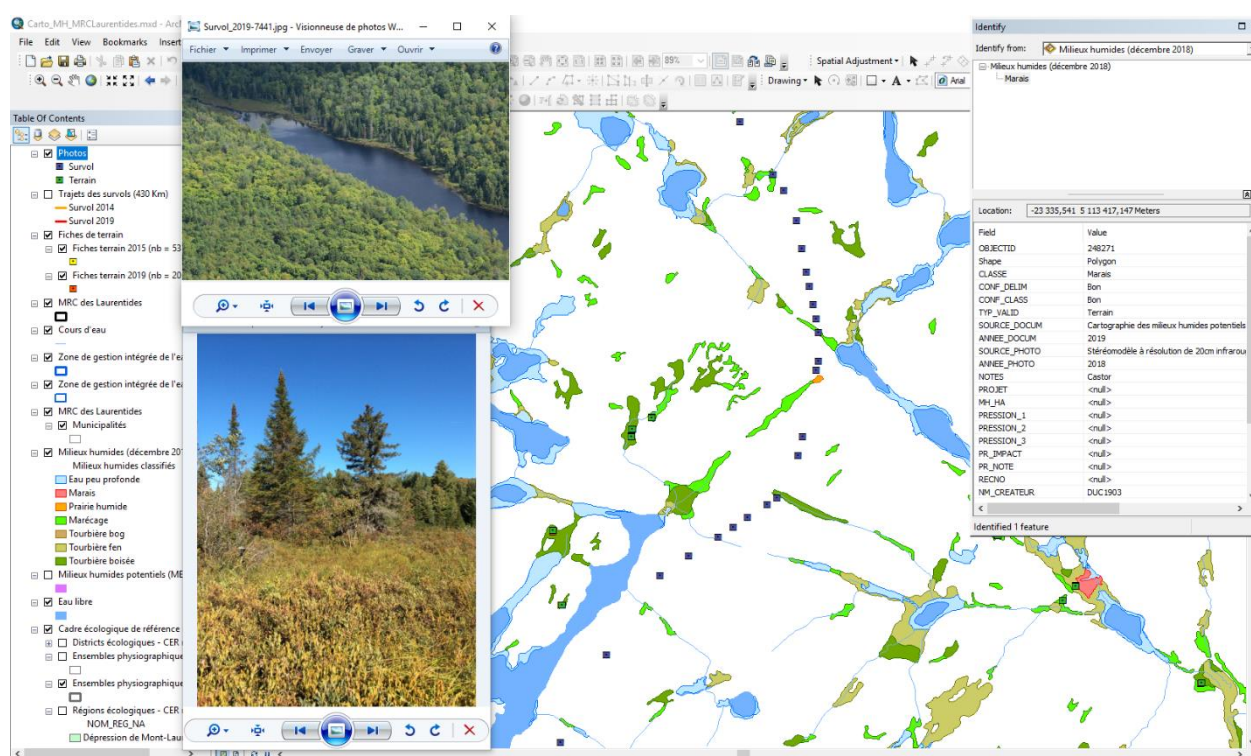 Carto_MH_MRCLaurentides.mxd - Arc
File Edit View Bookmarks Insert
89%
Spatial Adjustment
Drawing
A
Arial
Table Of Contents
Photos
Survol
Terrain
Trajets des survols (430 Km)
Survol 2014
Survol 2019
Fiches de terrain
Fiches terrain 2015 (nb = 53
Fiches terrain 2019 (nb = 20
MRC des Laurentides
Cours d'eau
Zone de gestion intégrée de l'ea
Zone de gestion intégrée de l'ea
MRC des Laurentides
Municipalités
Milieux humides (décembre 20
Milieux humides classifiés
Eau peu profonde
Marais
Prairie humide
Marécage
Tourbière bog
Tourbière fen
Tourbière boisée
Milieux humides potentiels (ME
Eau libre
Cadre écologique de référence
Districts écologiques - CER
Ensembles physiographique
Ensembles physiographique
Régions écologiques - CER
NOM_REG_NA
Dépression de Mont-Lau
Survol_2019-7441.jpg - Visionneuse de photos W...
Fichier Imprimer Envoyer Graver Ouvrir
Identify
Identify from: Milieux humides (décembre 2018)
Milieux humides (décembre 2018)
Marais
Location: -23 335,541 5 113 417,147 Meters
Field Value
OBJECTID 248271
Shape Polygon
CLASSE Marais
CONF_DELIM Bon
CONF_CLASS Bon
TYP_VALID Terrain
SOURCE_DOCUM Cartographie des milieux humides potentiels
ANNEE_DOCUM 2019
SOURCE_PHOTO Stéréomodèle à résolution de 20cm infrarou
ANNEE_PHOTO 2018
NOTES Castor
PROJET <null>
MH_HA <null>
PRESSION_1 <null>
PRESSION_2 <null>
PRESSION_3 <null>
PR_IMPACT <null>
PR_NOTE <null>
RECNO <null>
NM_CREATEUR DUC1903
Identified 1 feature